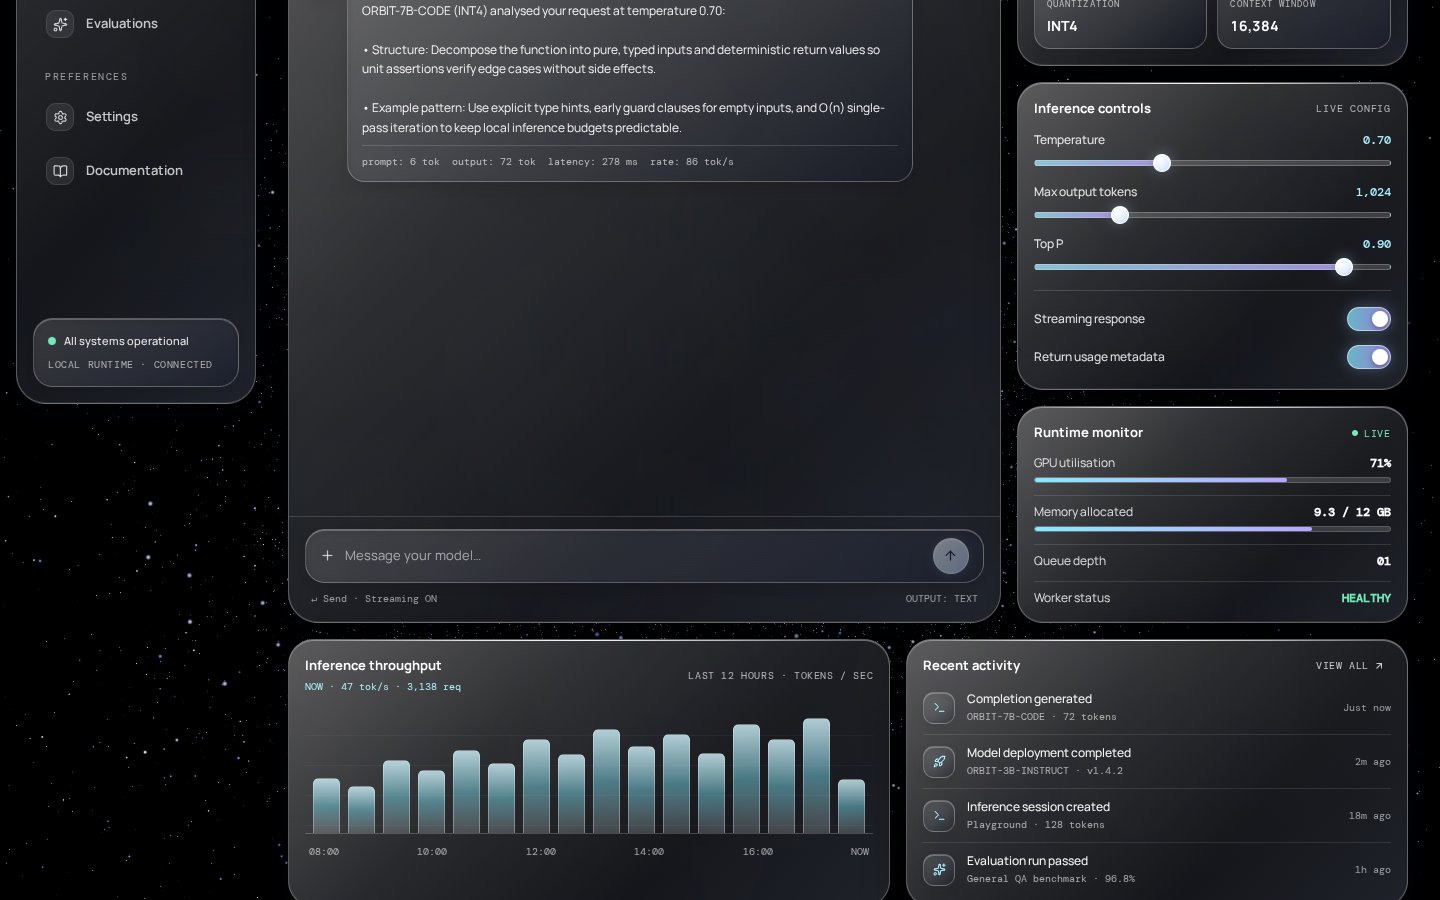 Evaluations
PREFERENCES
Settings
Documentation
All systems operational
LOCAL RUNTIME · CONNECTED
ORBIT-7B-CODE (INT4) analysed your request at temperature 0.70:
• Structure: Decompose the function into pure, typed inputs and deterministic return values so
unit assertions verify edge cases without side effects.
• Example pattern: Use explicit type hints, early guard clauses for empty inputs, and O(n) single-
pass iteration to keep local inference budgets predictable.
prompt: 6 tok output: 72 tok latency: 278 ms rate: 86 tok/s
+ Message your model...
↵ Send · Streaming ON
OUTPUT: TEXT
QUANTIZATION
INT4
CONTEXT WINDOW
16,384
Inference controls
LIVE CONFIG
Temperature
0.70
Max output tokens
1,024
Top P
0.90
Streaming response
Return usage metadata
Runtime monitor
LIVE
GPU utilisation
71%
Memory allocated
9.3 / 12 GB
Queue depth
01
Worker status
HEALTHY
Inference throughput
NOW · 47 tok/s · 3,138 req
LAST 12 HOURS · TOKENS / SEC
08:00
10:00
12:00
14:00
16:00
NOW
Recent activity
VIEW ALL ↗
Completion generated
ORBIT-7B-CODE · 72 tokens
Just now
Model deployment completed
ORBIT-3B-INSTRUCT · v1.4.2
2m ago
Inference session created
Playground · 128 tokens
18m ago
Evaluation run passed
General QA benchmark · 96.8%
1h ago